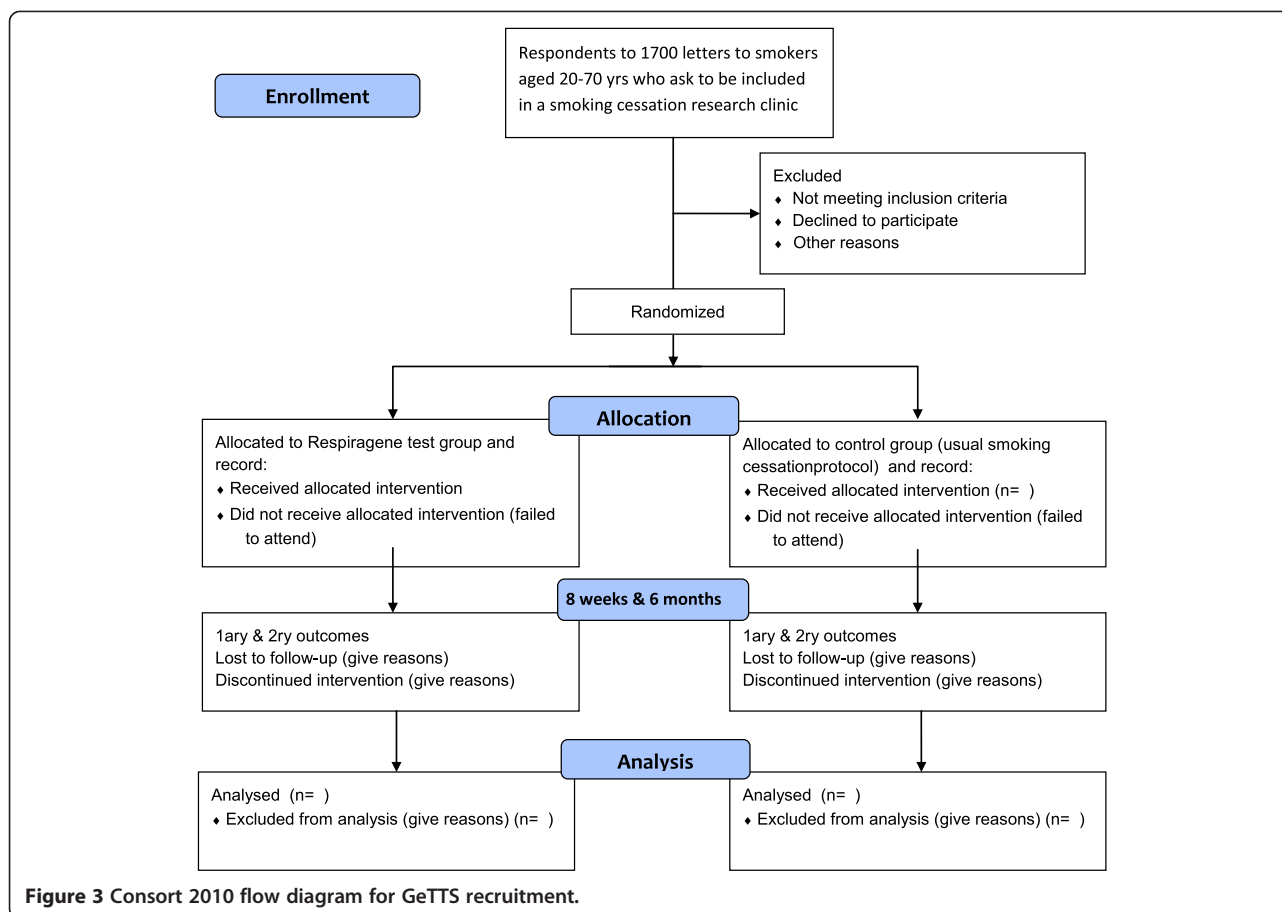 Respondents to 1700 letters to smokers
aged 20-70 yrs who ask to be included
in a smoking cessation research clinic
Enrollment
Excluded
♦ Not meeting inclusion criteria
♦ Declined to participate
♦ Other reasons
Randomized
Allocation
Allocated to Respiragene test group and
record:
♦ Received allocated intervention
♦ Did not receive allocated intervention (failed
to attend)
Allocated to control group (usual smoking
cessationprotocol) and record:
♦ Received allocated intervention (n= )
♦ Did not receive allocated intervention (failed
to attend)
8 weeks & 6 months
1ary & 2ry outcomes
Lost to follow-up (give reasons)
Discontinued intervention (give reasons)
1ary & 2ry outcomes
Lost to follow-up (give reasons)
Discontinued intervention (give reasons)
Analysis
Analysed (n= )
♦ Excluded from analysis (give reasons) (n= )
Analysed (n= )
♦ Excluded from analysis (give reasons) (n= )
Figure 3 Consort 2010 flow diagram for GeTTS recruitment.